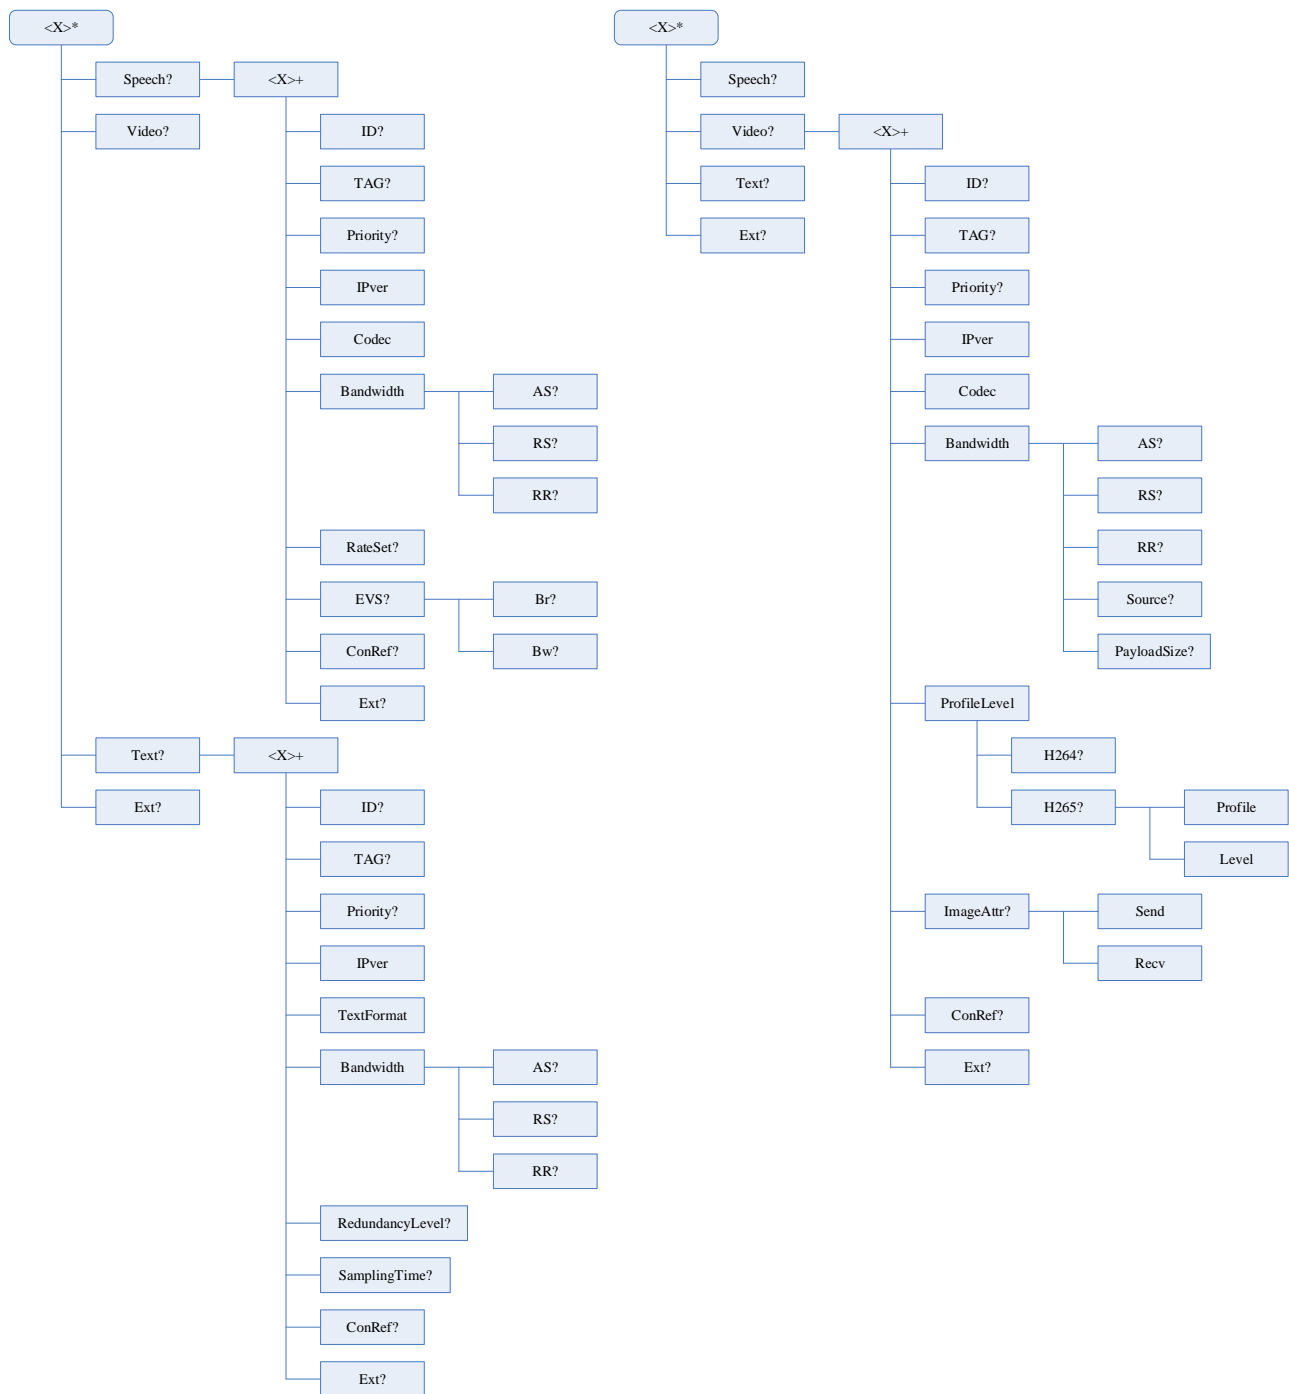 <X>*
Speech?
<X>+
Video?
ID?
TAG?
Priority?
IPver
Codec
Bandwidth
AS?
RS?
RR?
RateSet?
EVS?
Br?
ConRef?
Bw?
Ext?
Text?
<X>+
Ext?
ID?
TAG?
Priority?
IPver
TextFormat
Bandwidth
AS?
RS?
RR?
RedundancyLevel?
SamplingTime?
ConRef?
Ext?
<X>*
Speech?
Video?
<X>+
Text?
ID?
Ext?
TAG?
Priority?
IPver
Codec
Bandwidth
AS?
RS?
RR?
Source?
PayloadSize?
ProfileLevel
H264?
H265?
Profile
Level
ImageAttr?
Send
Recv
ConRef?
Ext?